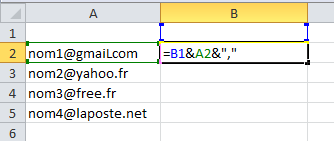 A B
1
2 nom1@gmail.com =B1&A2&","
3 nom2@yahoo.fr
4 nom3@free.fr
5 nom4@laposte.net
6